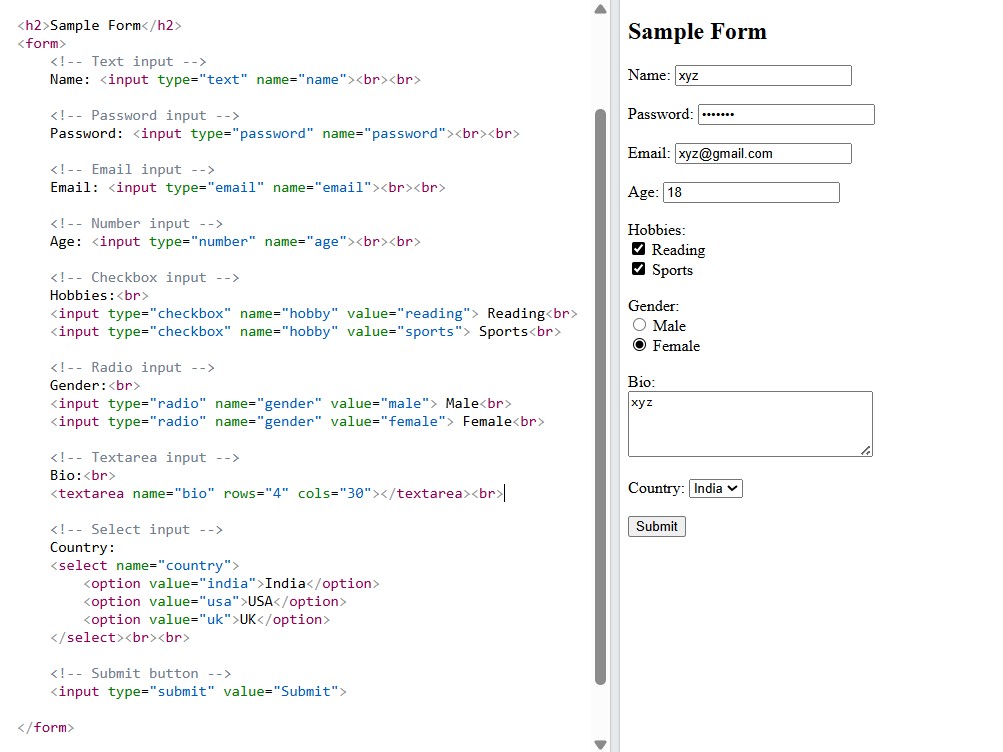 <h2>Sample Form</h2>
<form>
<!-- Text input -->
Name: <input type="text" name="name"><br><br>
<!-- Password input -->
Password: <input type="password" name="password"><br><br>
<!-- Email input -->
Email: <input type="email" name="email"><br><br>
<!-- Number input -->
Age: <input type="number" name="age"><br><br>
<!-- Checkbox input -->
Hobbies:<br>
<input type="checkbox" name="hobby" value="reading"> Reading<br>
<input type="checkbox" name="hobby" value="sports"> Sports<br>
<!-- Radio input -->
Gender:<br>
<input type="radio" name="gender" value="male"> Male<br>
<input type="radio" name="gender" value="female"> Female<br>
<!-- Textarea input -->
Bio:<br>
<textarea name="bio" rows="4" cols="30"></textarea><br>
<!-- Select input -->
Country:
<select name="country">
<option value="india">India</option>
<option value="usa">USA</option>
<option value="uk">UK</option>
</select><br><br>
<!-- Submit button -->
<input type="submit" value="Submit">
</form>
Sample Form
Name: xyz
Password: •••••••
Email: xyz@gmail.com
Age: 18
Hobbies:
Reading
Sports
Gender:
Male
Female
Bio:
xyz
Country: India
Submit